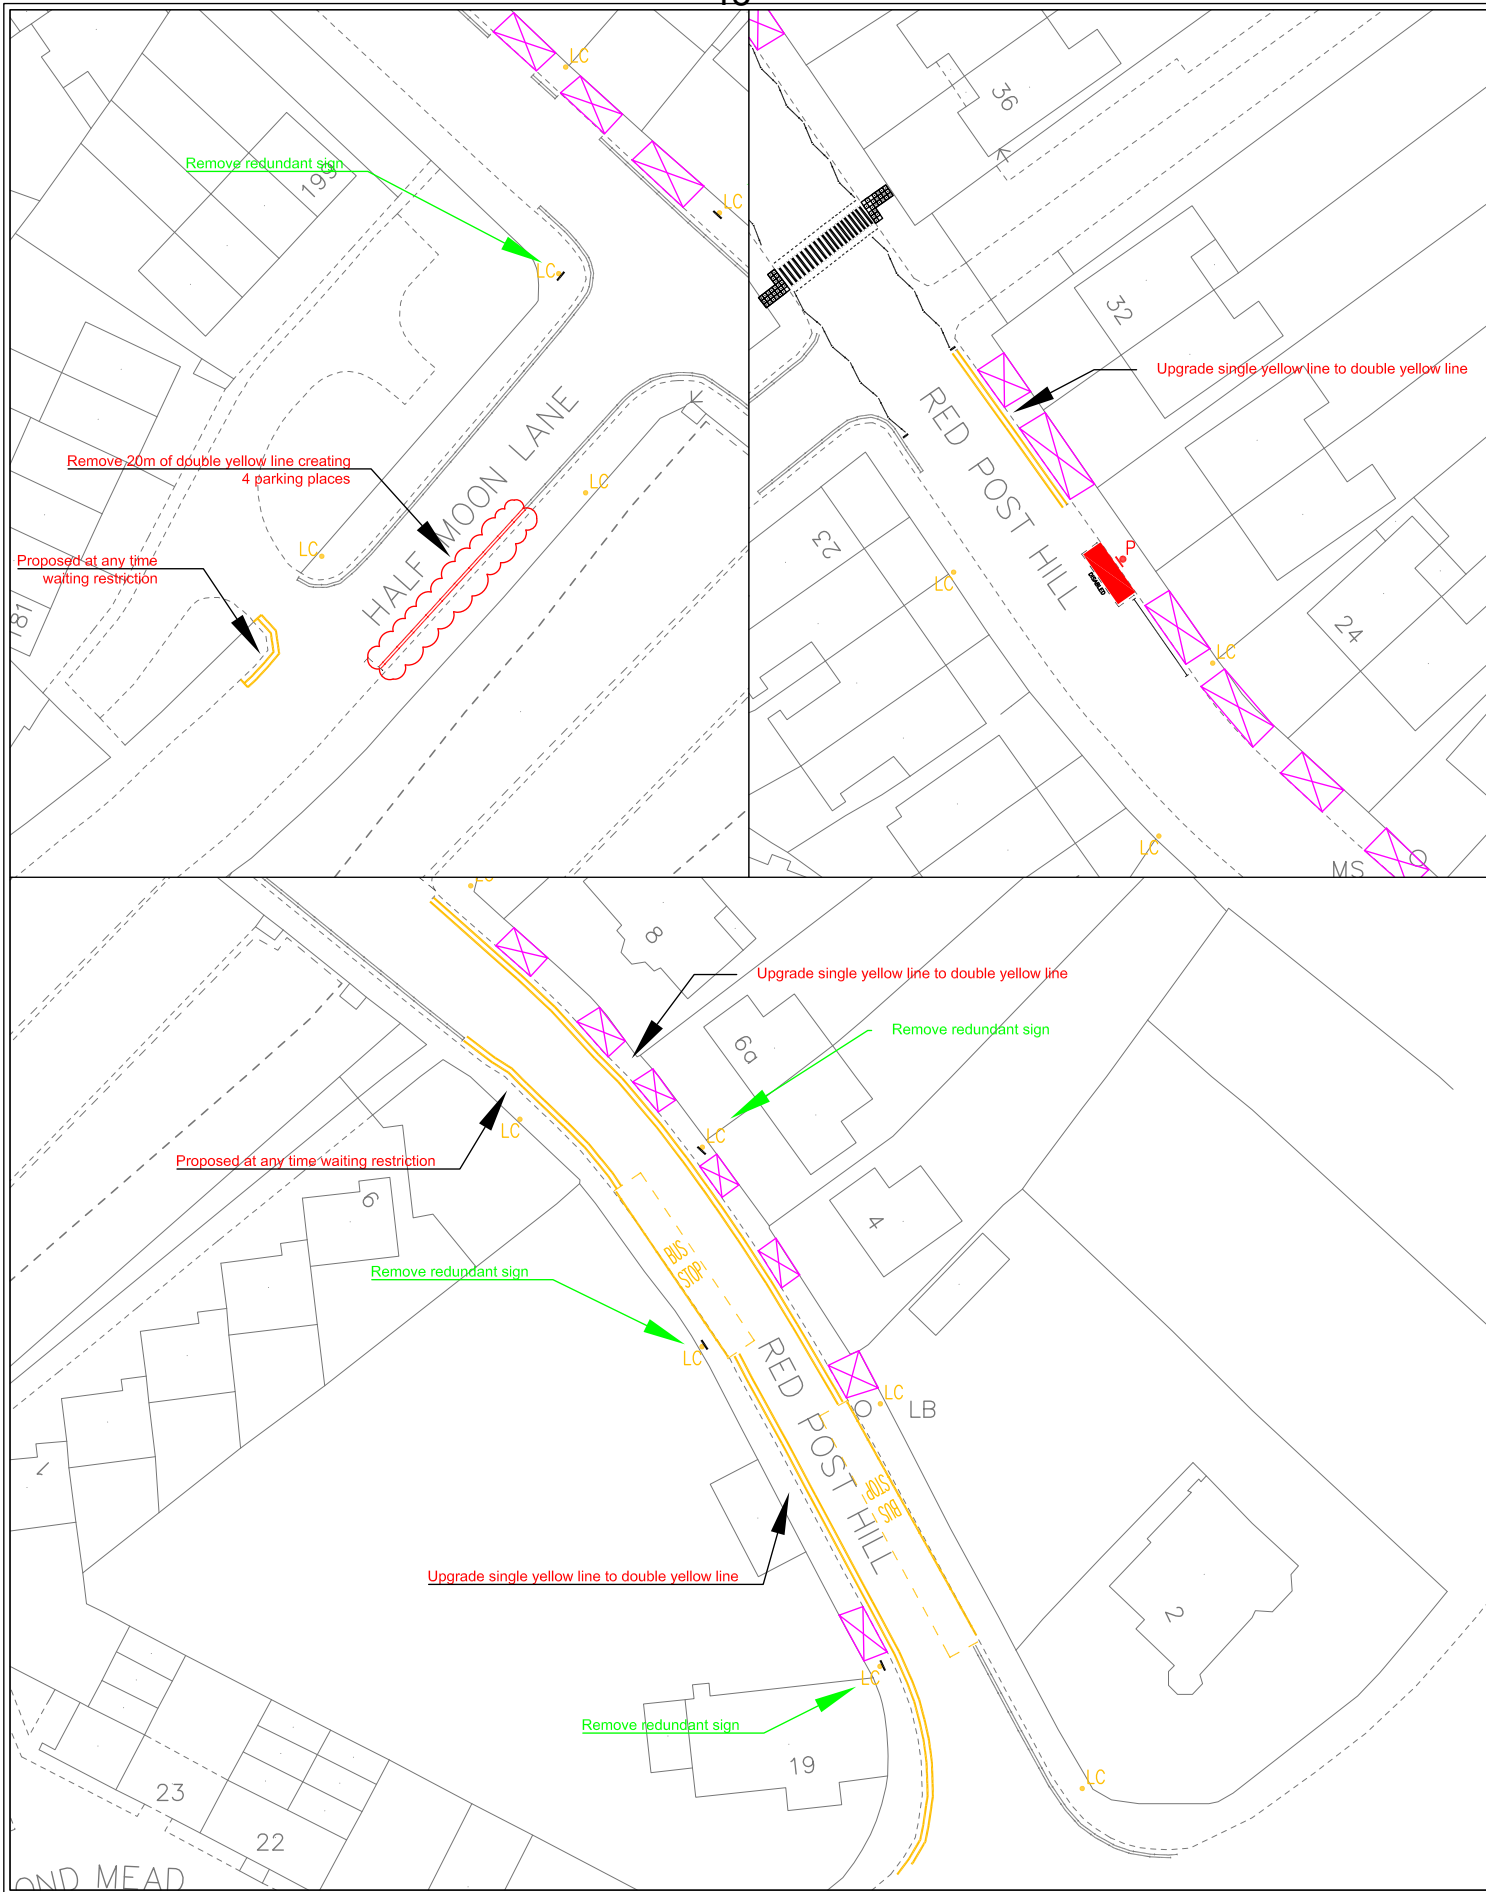 LC
LC
Remove redundant sign
199
LC
Remove 20m of double yellow line creating
4 parking places
HALF MOON LANE
LC
LC
Proposed at any time
waiting restriction
181
36
32
Upgrade single yellow line to double yellow line
RED POST HILL
23
P
DISABLED
LC
24
LC
LC
MS
LC
8
Upgrade single yellow line to double yellow line
Remove redundant sign
6a
LC
LC
Proposed at any time waiting restriction
6
4
BUS
STOP
Remove redundant sign
LC
RED POST HILL
LC
LB
1
BUS
STOP
Upgrade single yellow line to double yellow line
2
LC
Remove redundant sign
19
LC
23
22
OND MEAD